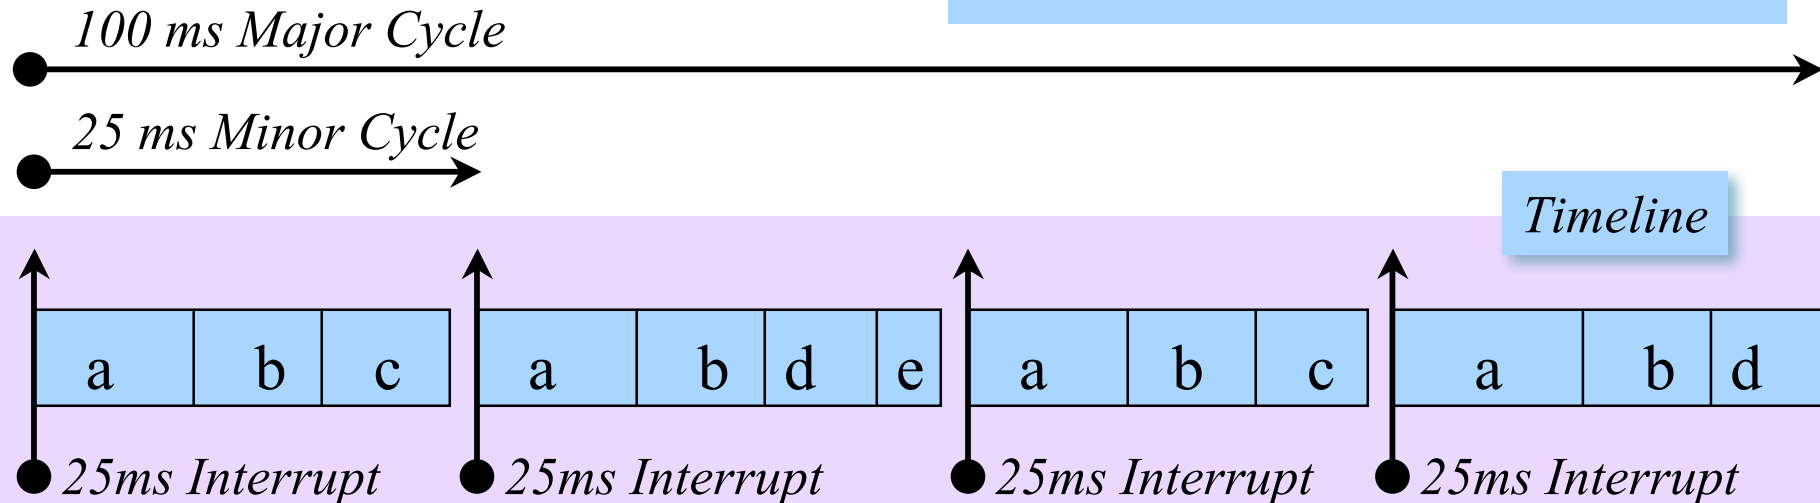 100 ms Major Cycle
25 ms Minor Cycle
Timeline
a b c a b d e a b c a b d
25ms Interrupt 25ms Interrupt 25ms Interrupt 25ms Interrupt